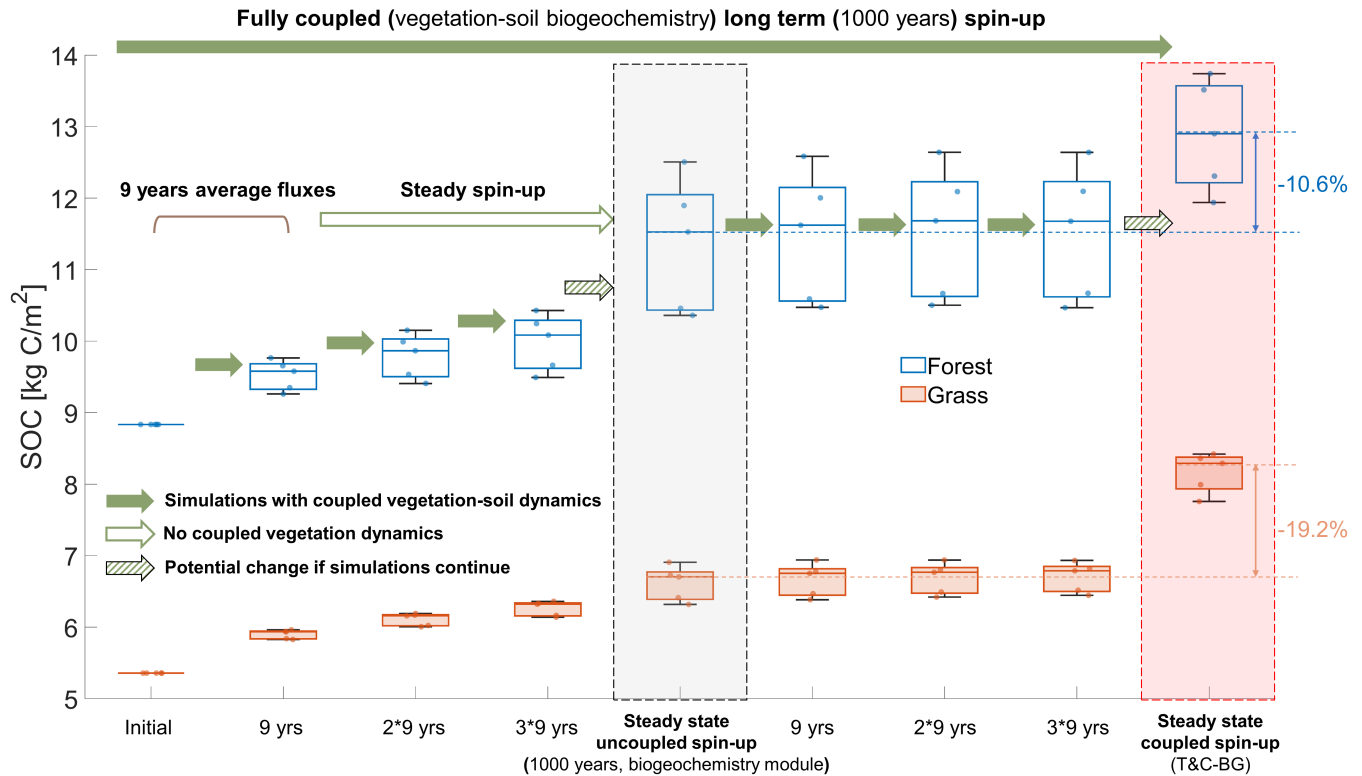 Fully coupled (vegetation-soil biogeochemistry) long term (1000 years) spin-up
SOC [kg C/m²]
14
13
12
11
10
9
8
7
6
5
9 years average fluxes
Steady spin-up
-10.6%
-19.2%
Forest
Grass
Simulations with coupled vegetation-soil dynamics
No coupled vegetation dynamics
Potential change if simulations continue
Initial
9 yrs
2*9 yrs
3*9 yrs
Steady state
uncoupled spin-up
(1000 years, biogeochemistry module)
9 yrs
2*9 yrs
3*9 yrs
Steady state
coupled spin-up
(T&C-BG)